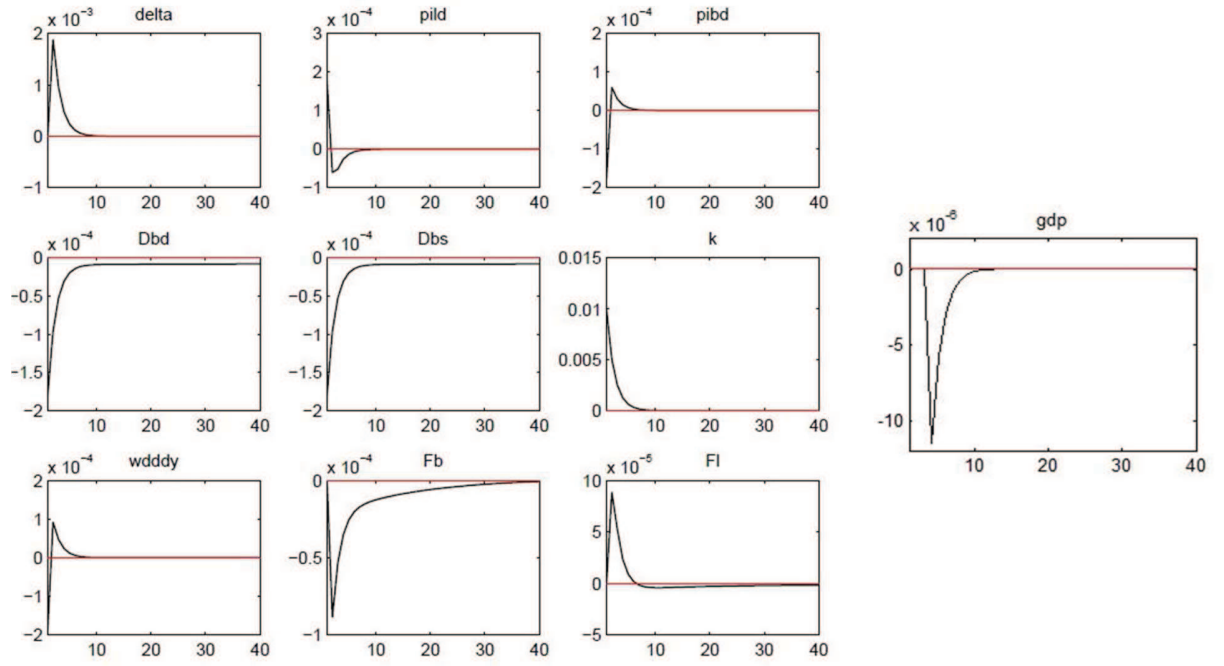 x 10⁻³ delta
2
1
0
−1
10 20 30 40
x 10⁻⁴ pild
3
2
1
0
−1
10 20 30 40
x 10⁻⁴ pibd
2
1
0
−1
−2
10 20 30 40
x 10⁻⁴ Dbd
0
−0.5
−1
−1.5
−2
10 20 30 40
x 10⁻⁴ Dbs
0
−0.5
−1
−1.5
−2
10 20 30 40
k
0.015
0.01
0.005
0
10 20 30 40
x 10⁻⁴ wdddy
2
1
0
−1
−2
10 20 30 40
x 10⁻⁴ Fb
0
−0.5
−1
10 20 30 40
x 10⁻⁵ Fl
10
5
0
−5
10 20 30 40
x 10⁻⁶ gdp
0
-5
-10
10 20 30 40